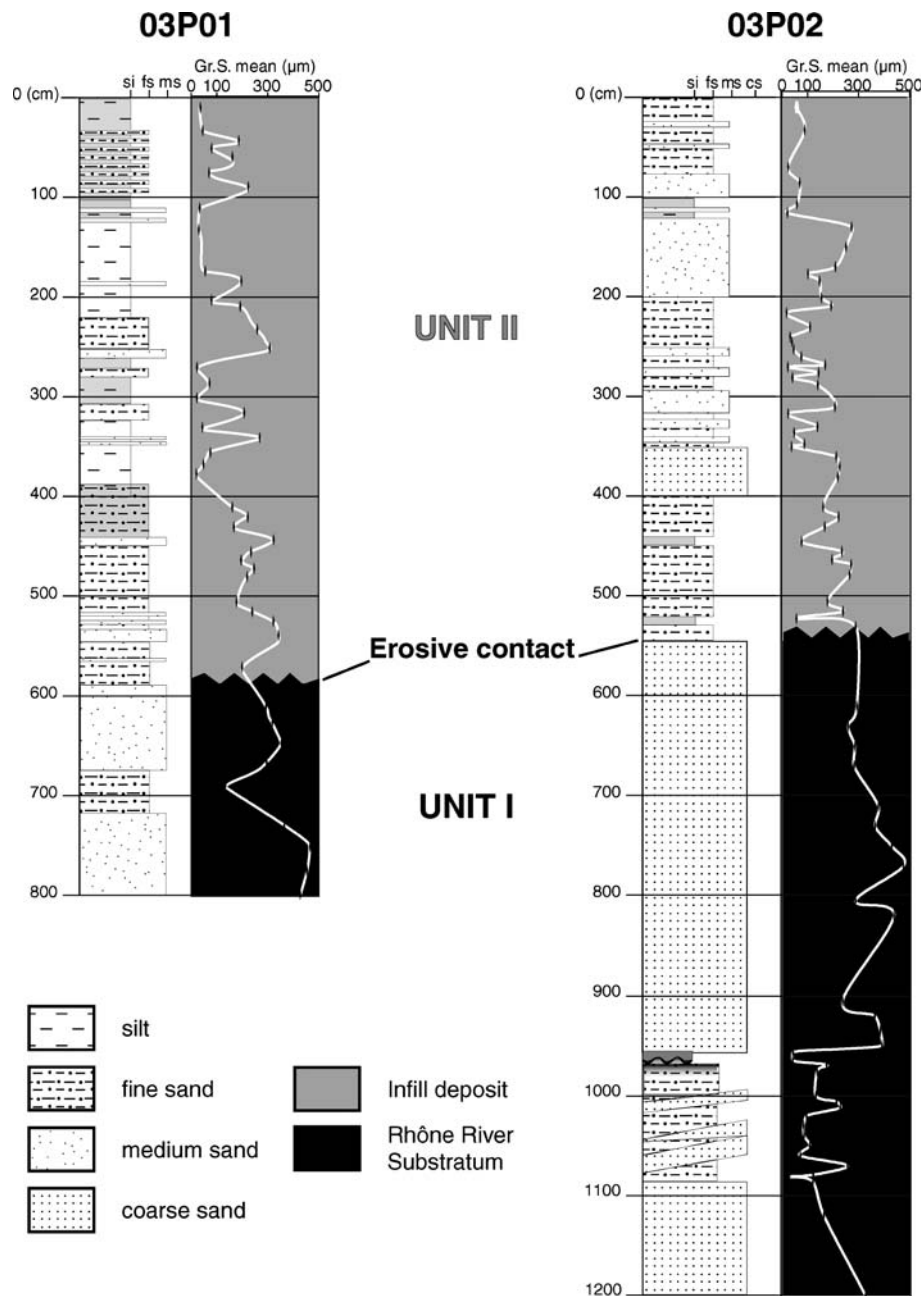 03P01
Gr.S. mean (µm)
si fs ms 0 100 300 500
0 (cm)
100
200
300
400
500
600
700
800
03P02
Gr.S. mean (µm)
si fs ms cs 0 100 300 500
0 (cm)
100
200
300
400
500
600
700
800
900
1000
1100
1200
UNIT II
Erosive contact
UNIT I
silt
fine sand
medium sand
coarse sand
Infill deposit
Rhône River
Substratum